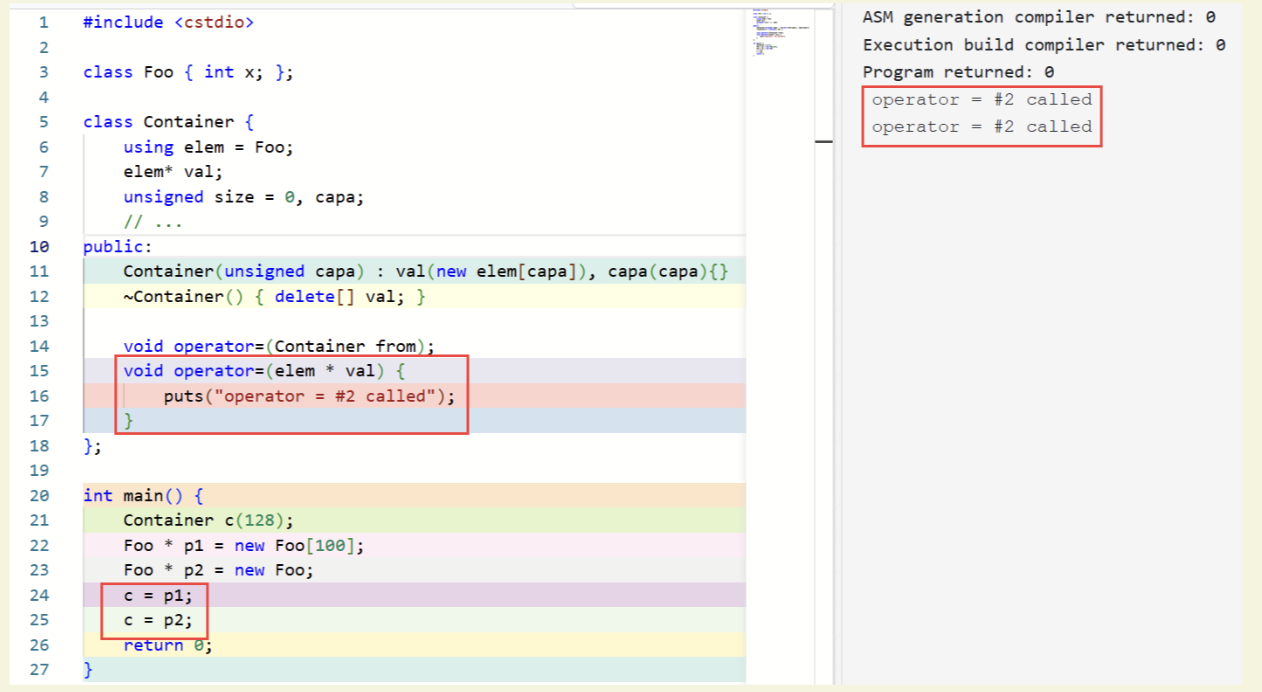 1 #include <cstdio>
2
3 class Foo { int x; };
4
5 class Container {
6 using elem = Foo;
7 elem* val;
8 unsigned size = 0, capa;
9 // ...
10 public:
11 Container(unsigned capa) : val(new elem[capa]), capa(capa){}
12 ~Container() { delete[] val; }
13
14 void operator=(Container from);
15 void operator=(elem * val) {
16 puts("operator = #2 called");
17 }
18 };
19
20 int main() {
21 Container c(128);
22 Foo * p1 = new Foo[100];
23 Foo * p2 = new Foo;
24 c = p1;
25 c = p2;
26 return 0;
27 }
ASM generation compiler returned: 0
Execution build compiler returned: 0
Program returned: 0
operator = #2 called
operator = #2 called